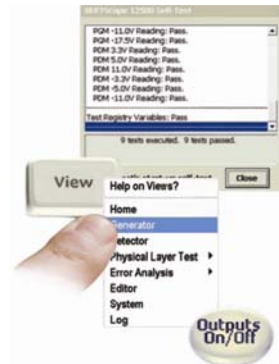 12500 Self-Test
PGM -11.0V Reading: Pass.
PGM -17.5V Reading: Pass.
PDM 3.3V Reading: Pass.
PDM 5.0V Reading: Pass.
PDM 11.0V Reading: Pass.
PDM -3.3V Reading: Pass.
PDM -5.0V Reading: Pass.
PDM -11.0V Reading: Pass.
Test Registry Variables: Pass
9 tests executed. 9 tests passed.
self-test
Close
View
Help on Views?
Home
Generator
Detector
Physical Layer Test
Error Analysis
Editor
System
Log
Outputs
On/Off